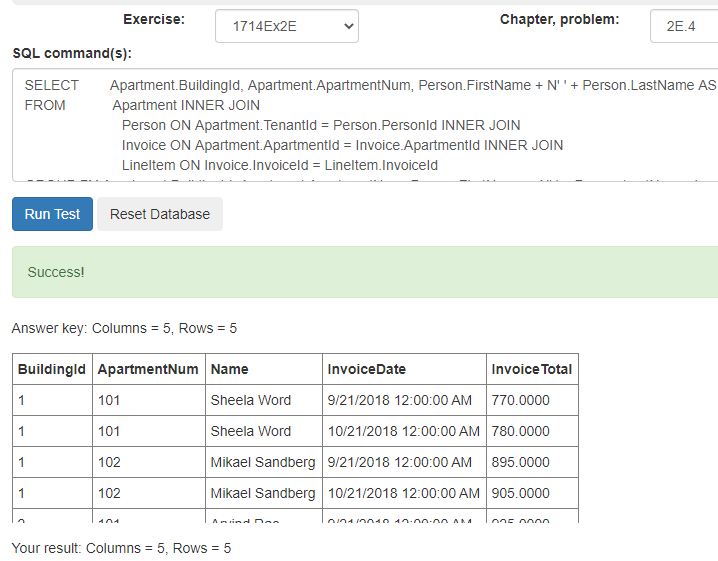 Exercise: 1714Ex2E Chapter, problem: 2E.4
SQL command(s):
SELECT Apartment.BuildingId, Apartment.ApartmentNum, Person.FirstName + N' ' + Person.LastName AS
FROM Apartment INNER JOIN
Person ON Apartment.TenantId = Person.PersonId INNER JOIN
Invoice ON Apartment.ApartmentId = Invoice.ApartmentId INNER JOIN
LineItem ON Invoice.InvoiceId = LineItem.InvoiceId
Run Test Reset Database
Success!
Answer key: Columns = 5, Rows = 5
BuildingId ApartmentNum Name InvoiceDate InvoiceTotal
1 101 Sheela Word 9/21/2018 12:00:00 AM 770.0000
1 101 Sheela Word 10/21/2018 12:00:00 AM 780.0000
1 102 Mikael Sandberg 9/21/2018 12:00:00 AM 895.0000
1 102 Mikael Sandberg 10/21/2018 12:00:00 AM 905.0000
Your result: Columns = 5, Rows = 5